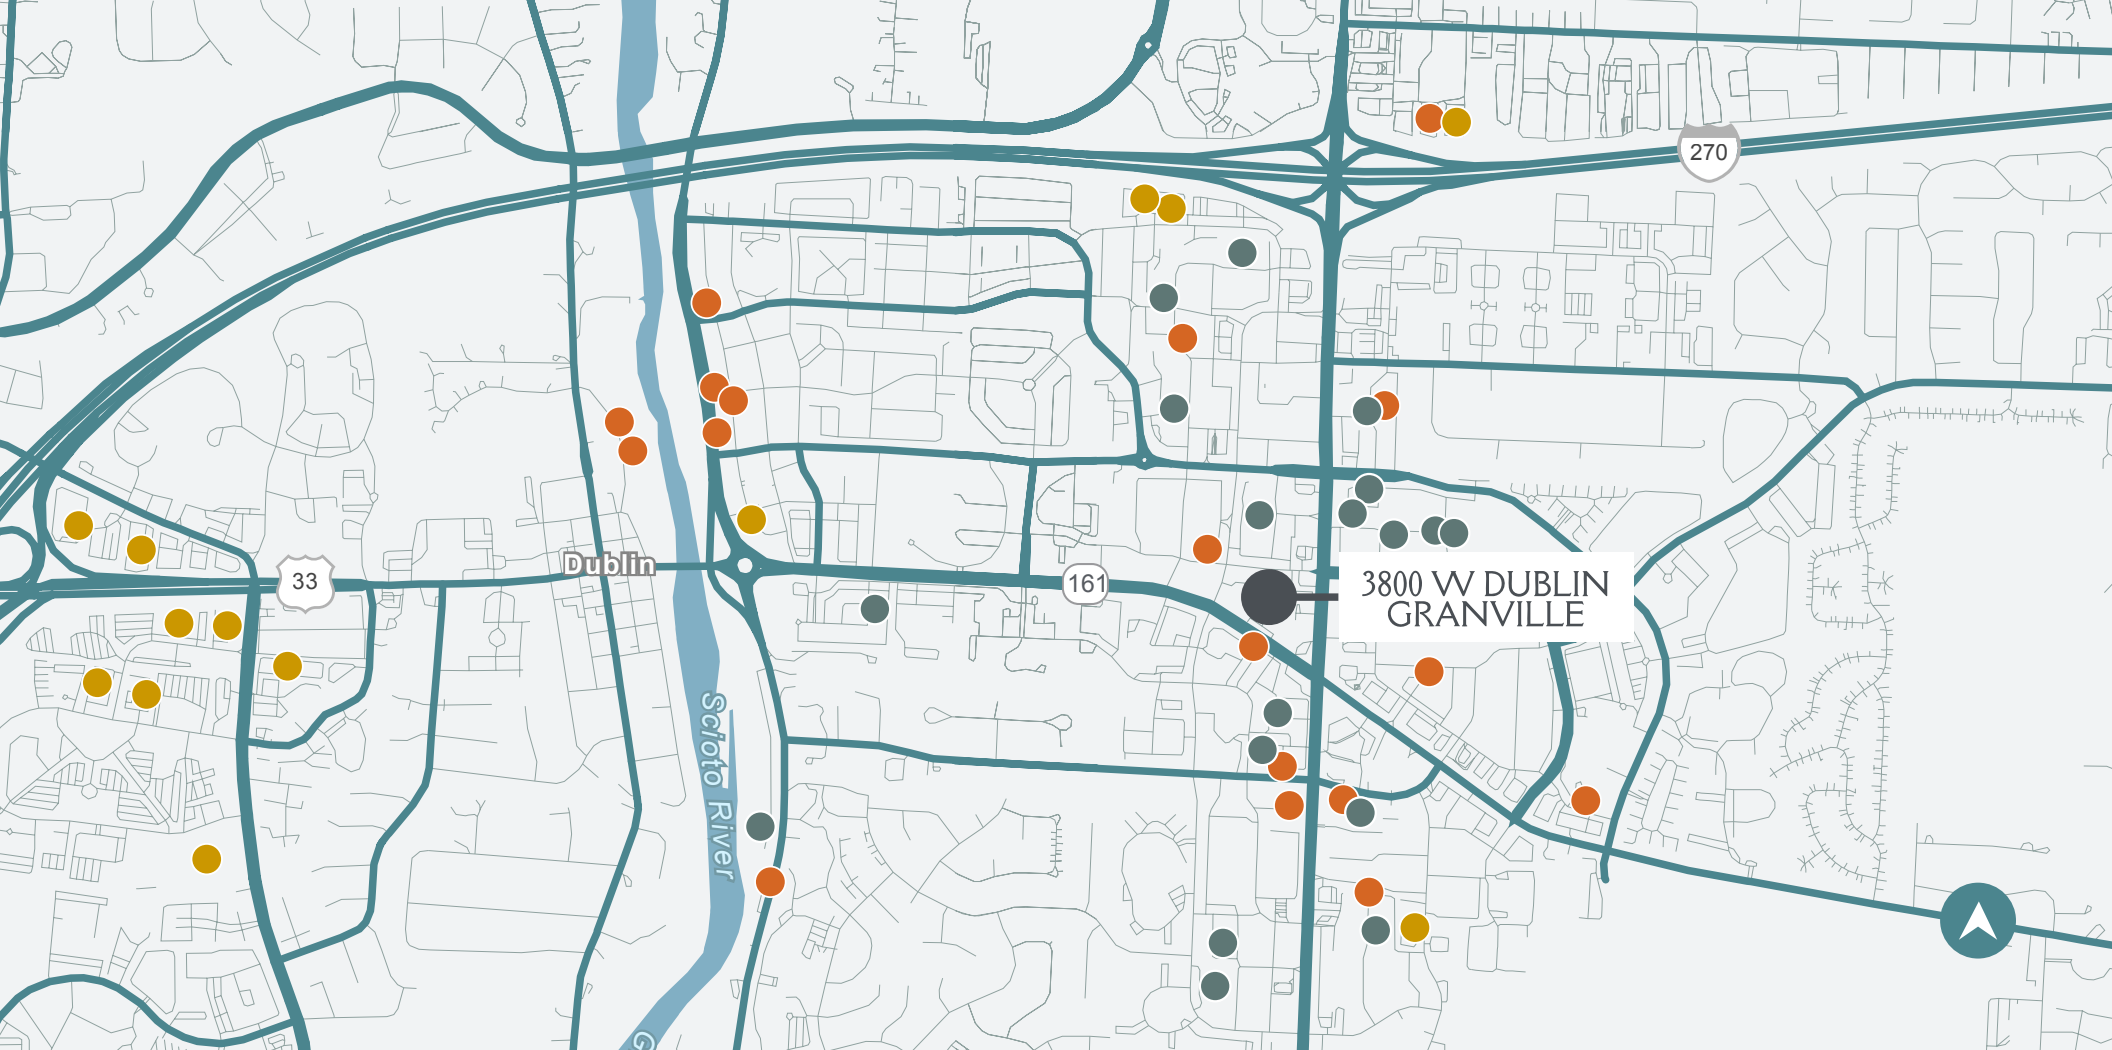 270
Dublin
33
161
3800 W DUBLIN
GRANVILLE
Scioto River
G